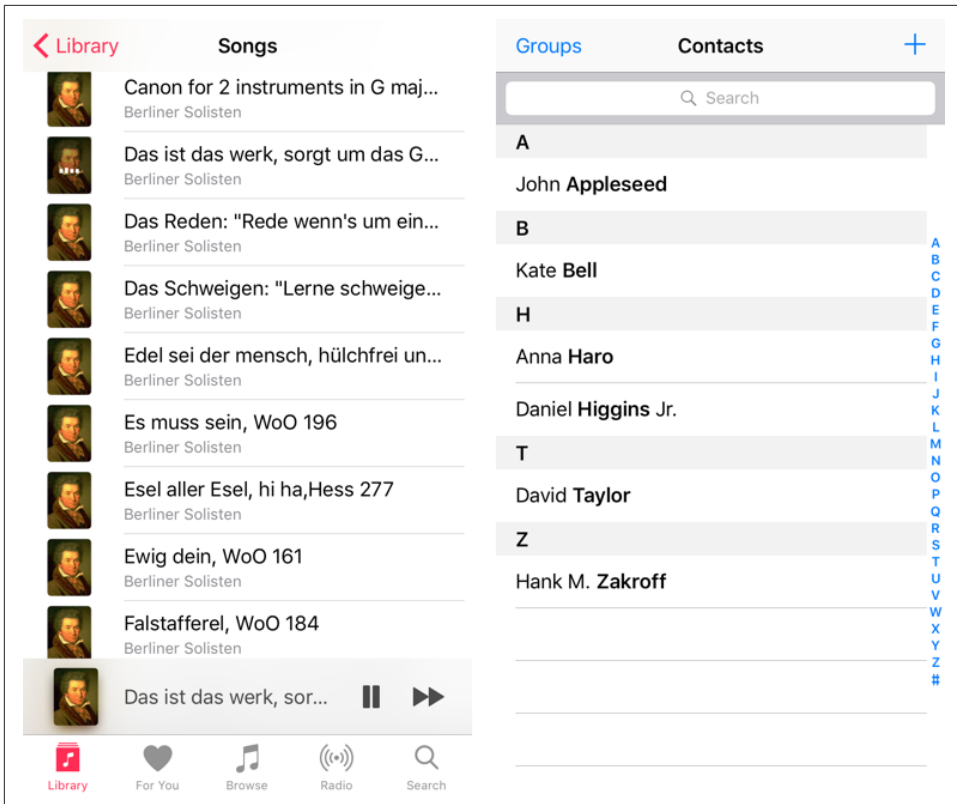 Library
Songs
Canon for 2 instruments in G maj...
Berliner Solisten
Das ist das werk, sorgt um das G...
Berliner Solisten
Das Reden: "Rede wenn's um ein...
Berliner Solisten
Das Schweigen: "Lerne schweige...
Berliner Solisten
Edel sei der mensch, hülchfrei un...
Berliner Solisten
Es muss sein, WoO 196
Berliner Solisten
Esel aller Esel, hi ha,Hess 277
Berliner Solisten
Ewig dein, WoO 161
Berliner Solisten
Falstafferel, WoO 184
Berliner Solisten
Das ist das werk, sor...
Library
For You
Browse
Radio
Search
Groups
Contacts
+
Search
A
John Appleseed
B
Kate Bell
H
Anna Haro
Daniel Higgins Jr.
T
David Taylor
Z
Hank M. Zakroff
A
B
C
D
E
F
G
H
I
J
K
L
M
N
O
P
Q
R
S
T
U
V
W
X
Y
Z
#